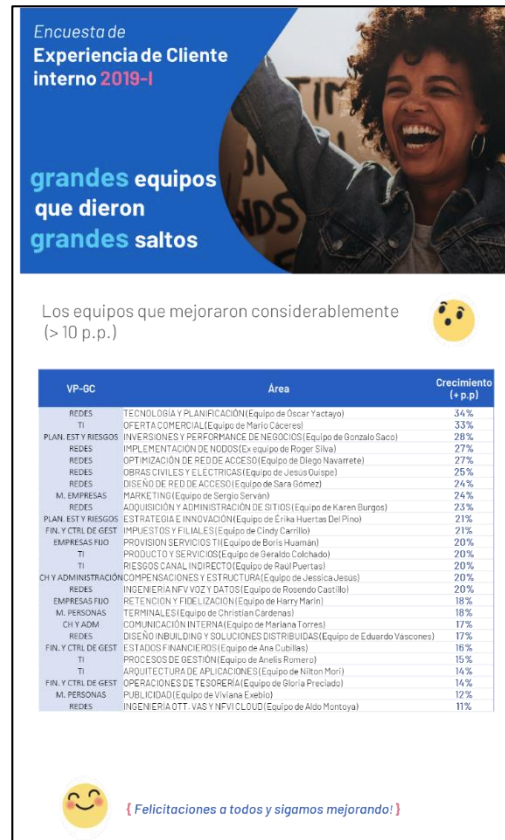 Encuesta de
Experiencia de Cliente
interno 2019-I
grandes equipos
que dieron
grandes saltos
Los equipos que mejoraron considerablemente
(> 10 p.p.)
VP-GC Área Crecimiento (+ p.p)
REDES TECNOLOGÍA Y PLANIFICACIÓN (Equipo de Óscar Yactayo) 34%
TI OFERTA COMERCIAL (Equipo de Mario Cáceres) 33%
PLAN. EST Y RIESGOS INVERSIONES Y PERFORMANCE DE NEGOCIOS (Equipo de Gonzalo Saco) 28%
REDES IMPLEMENTACIÓN DE NODOS (Ex equipo de Roger Silva) 27%
REDES OPTIMIZACIÓN DE RED DE ACCESO (Equipo de Diego Navarrete) 27%
REDES OBRAS CIVILES Y ELÉCTRICAS (Equipo de Jesús Quispe) 25%
REDES DISEÑO DE RED DE ACCESO (Equipo de Sara Gómez) 24%
M. EMPRESAS MARKETING (Equipo de Sergio Serván) 24%
REDES ADQUISICIÓN Y ADMINISTRACIÓN DE SITIOS (Equipo de Karen Burgos) 23%
PLAN. EST Y RIESGOS ESTRATEGIA E INNOVACIÓN (Equipo de Érika Huertas Del Pino) 21%
FIN. Y CTRL DE GEST IMPUESTOS Y FILIALES (Equipo de Cindy Carrillo) 21%
EMPRESAS FIJO PROVISION SERVICIOS TI (Equipo de Boris Huamán) 20%
TI PRODUCTO Y SERVICIOS (Equipo de Geraldo Colchado) 20%
TI RIESGOS CANAL INDIRECTO (Equipo de Raúl Puertas) 20%
CH Y ADMINISTRACIÓN COMPENSACIONES Y ESTRUCTURA (Equipo de Jessica Jesús) 20%
REDES INGENIERIA NFV VOZ Y DATOS (Equipo de Rosendo Castillo) 20%
EMPRESAS FIJO RETENCIÓN Y FIDELIZACIÓN (Equipo de Harry Marin) 18%
M. PERSONAS TERMINALES (Equipo de Christian Cárdenas) 18%
CH Y ADM COMUNICACIÓN INTERNA (Equipo de Mariana Torres) 17%
REDES DISEÑO INBUILDING Y SOLUCIONES DISTRIBUIDAS (Equipo de Eduardo Váscones) 17%
FIN. Y CTRL DE GEST ESTADOS FINANCIEROS (Equipo de Ana Cubillas) 16%
TI PROCESOS DE GESTIÓN (Equipo de Anelis Romero) 15%
TI ARQUITECTURA DE APLICACIONES (Equipo de Nilton Mori) 14%
FIN. Y CTRL DE GEST OPERACIONES DE TESORERÍA (Equipo de Gloria Preciado) 14%
M. PERSONAS PUBLICIDAD (Equipo de Viviana Exebio) 12%
REDES INGENIERÍA OTT, VAS Y NFVI CLOUD (Equipo de Aldo Montoya) 11%
{ Felicitaciones a todos y sigamos mejorando! }